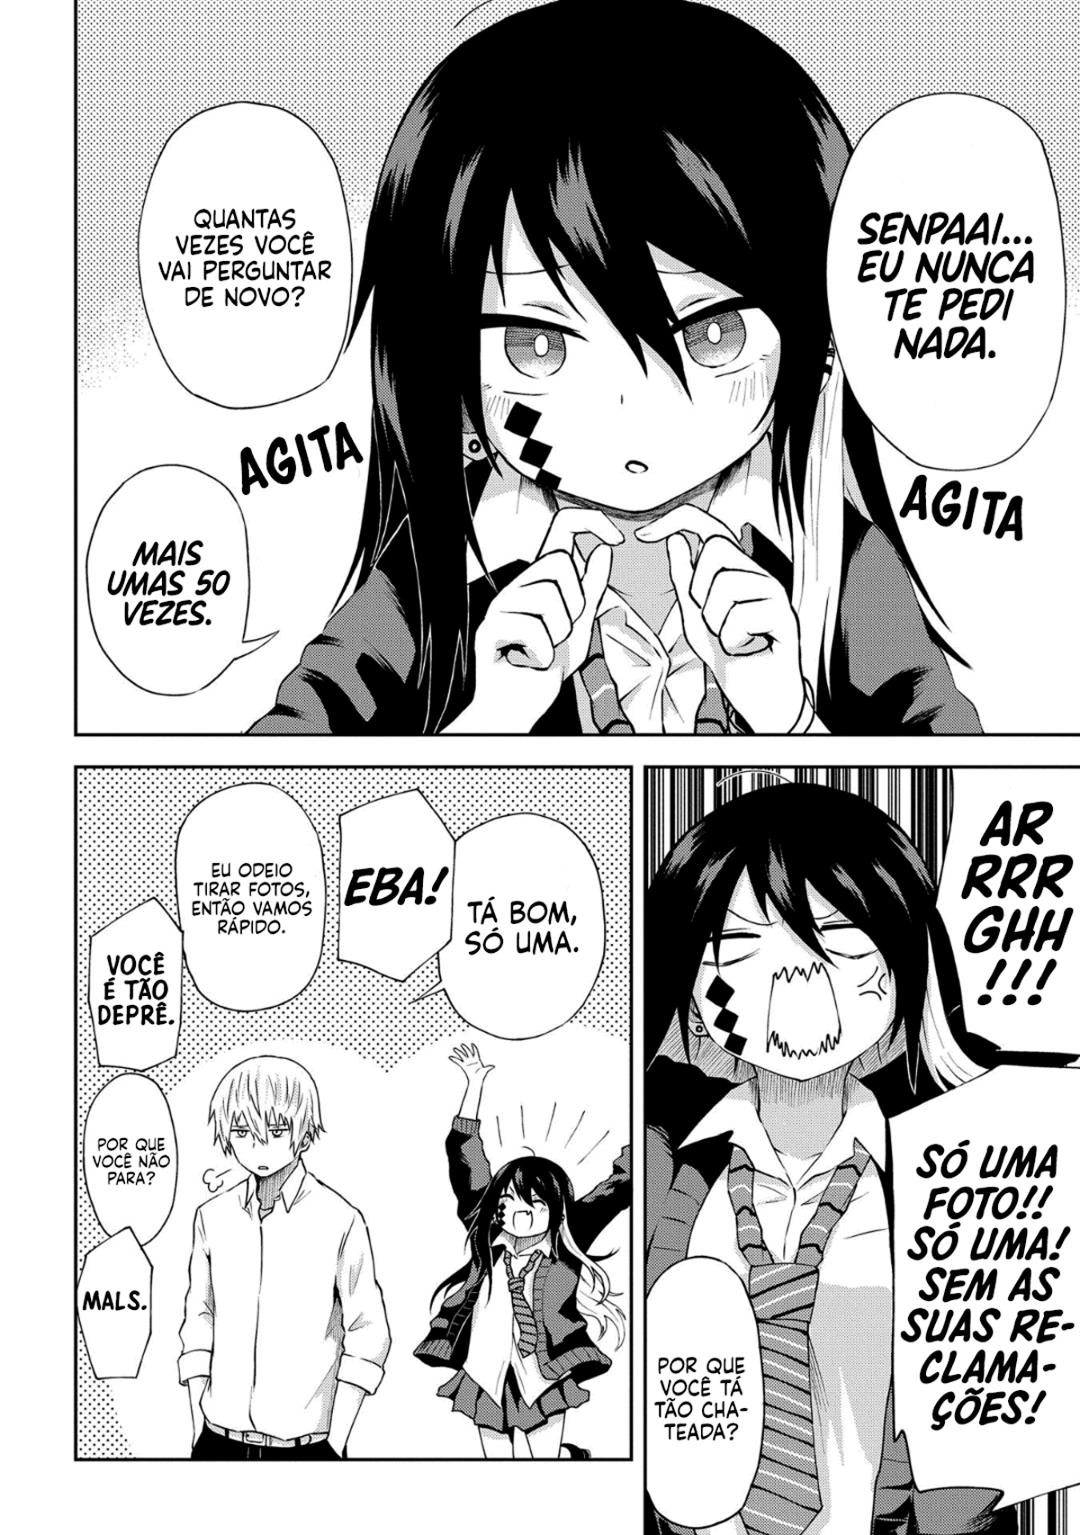 SENPAAI...
EU NUNCA
TE PEDI
NADA.
AGITA
QUANTAS
VEZES VOCÊ
VAI PERGUNTAR
DE NOVO?
AGITA
MAIS
UMAS 50
VEZES.
AR
RRRR
GHH
!!!
SÓ UMA
FOTO!!
SÓ UMA!
SEM AS
SUAS RE-
CLAMA-
ÇÕES!
POR QUE
VOCÊ TÁ
TÃO CHA-
TEADA?
TÁ BOM,
SÓ UMA.
EBA!
EU ODEIO
TIRAR FOTOS,
ENTÃO VAMOS
RÁPIDO.
VOCÊ
É TÃO
DEPRÊ.
POR QUE
VOCÊ NÃO
PARA?
MALS.